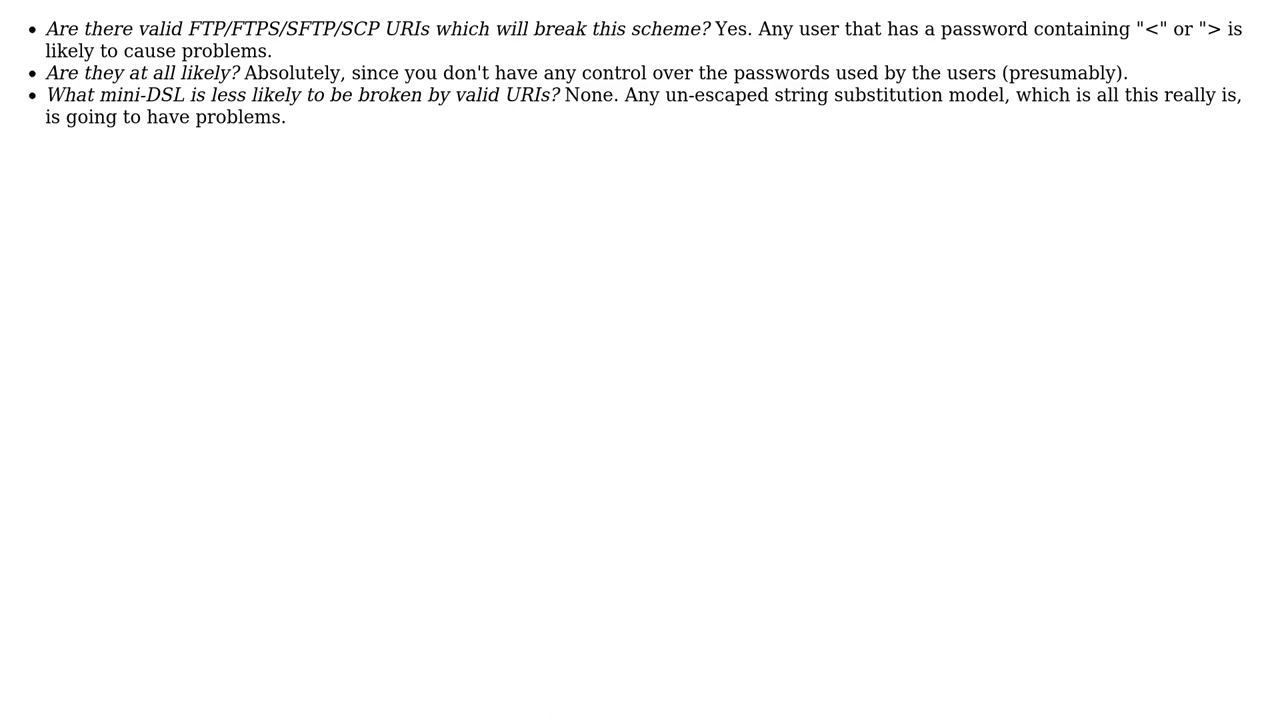 • Are there valid FTP/FTPS/SFTP/SCP URIs which will break this scheme? Yes. Any user that has a password containing "<" or "> is
likely to cause problems.
• Are they at all likely? Absolutely, since you don't have any control over the passwords used by the users (presumably).
• What mini-DSL is less likely to be broken by valid URIs? None. Any un-escaped string substitution model, which is all this really is,
is going to have problems.